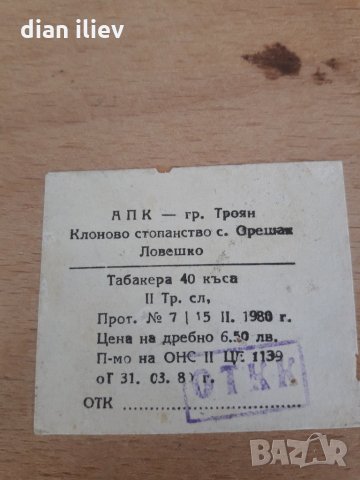 dian iliev
АПК — гр. Троян
Клоново стопанство с. Орешак
Ловешко
Табакера 40 къса
II Тр. сл,
Прот. № 7 | 15 II. 1980 г.
Цена на дребно 6.50 лв.
П-мо на ОНС II ЦГ 1139
от 31. 03. 81 г.
ОТКК
ОТК
BAZAR